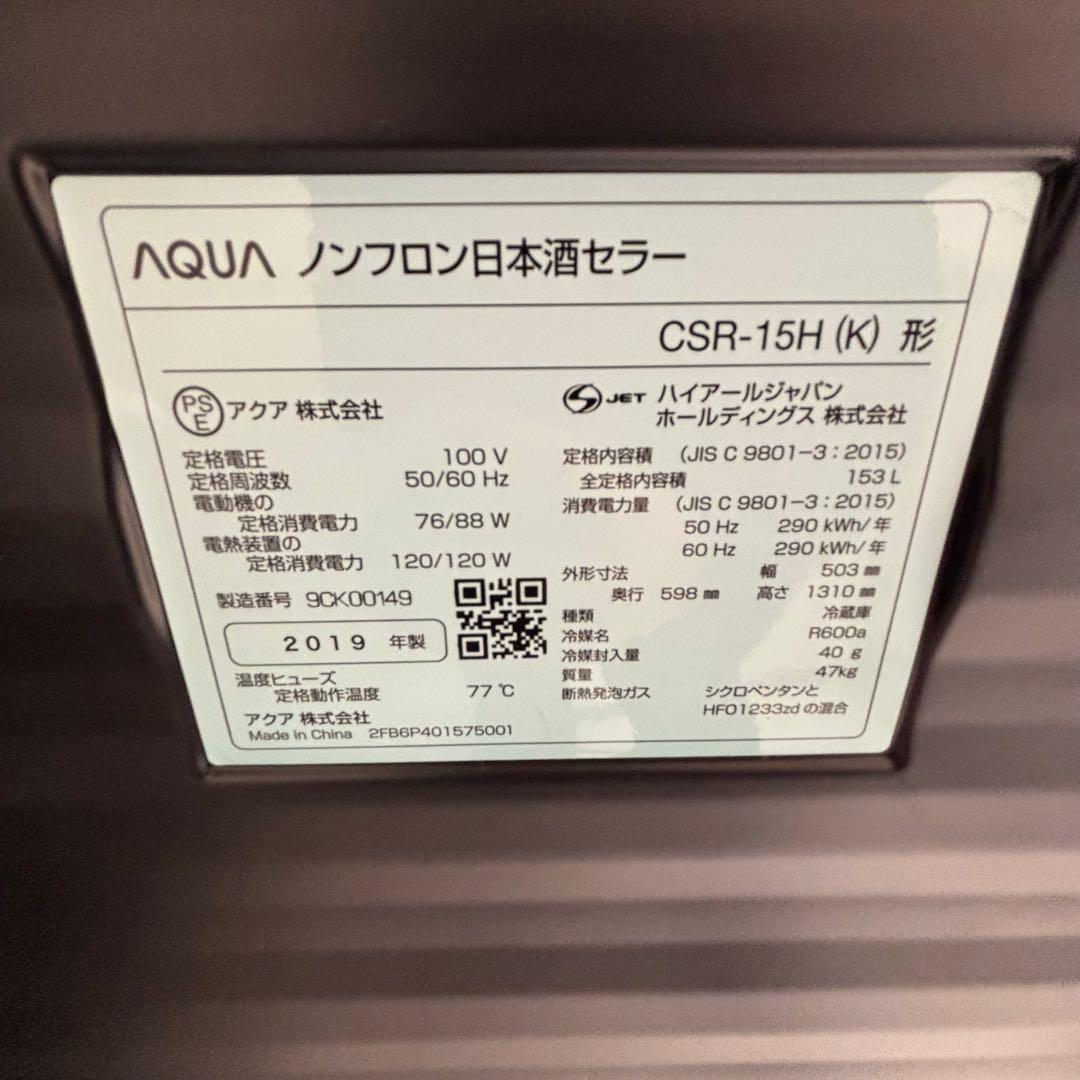 AQUA ノンフロン日本酒セラー
CSR-15H (K) 形
PSE アクア 株式会社
定格電圧 100 V
定格周波数 50/60 Hz
電動機の
定格消費電力 76/88 W
電熱装置の
定格消費電力 120/120 W
製造番号 9CK00149
2019 年製
温度ヒューズ
定格動作温度 77 ℃
アクア 株式会社
Made in China 2FB6P401575001
S JET ハイアールジャパン
ホールディングス 株式会社
定格内容積 (JIS C 9801-3:2015)
全定格内容積 153 L
消費電力量 (JIS C 9801-3:2015)
50 Hz 290 kWh/年
60 Hz 290 kWh/年
外形寸法 幅 503 ㎜
奥行 598 ㎜ 高さ 1310 ㎜
種類 冷蔵庫
冷媒名 R600a
冷媒封入量 40 g
質量 47kg
断熱発泡ガス シクロペンタンと
HFO1233zdの混合